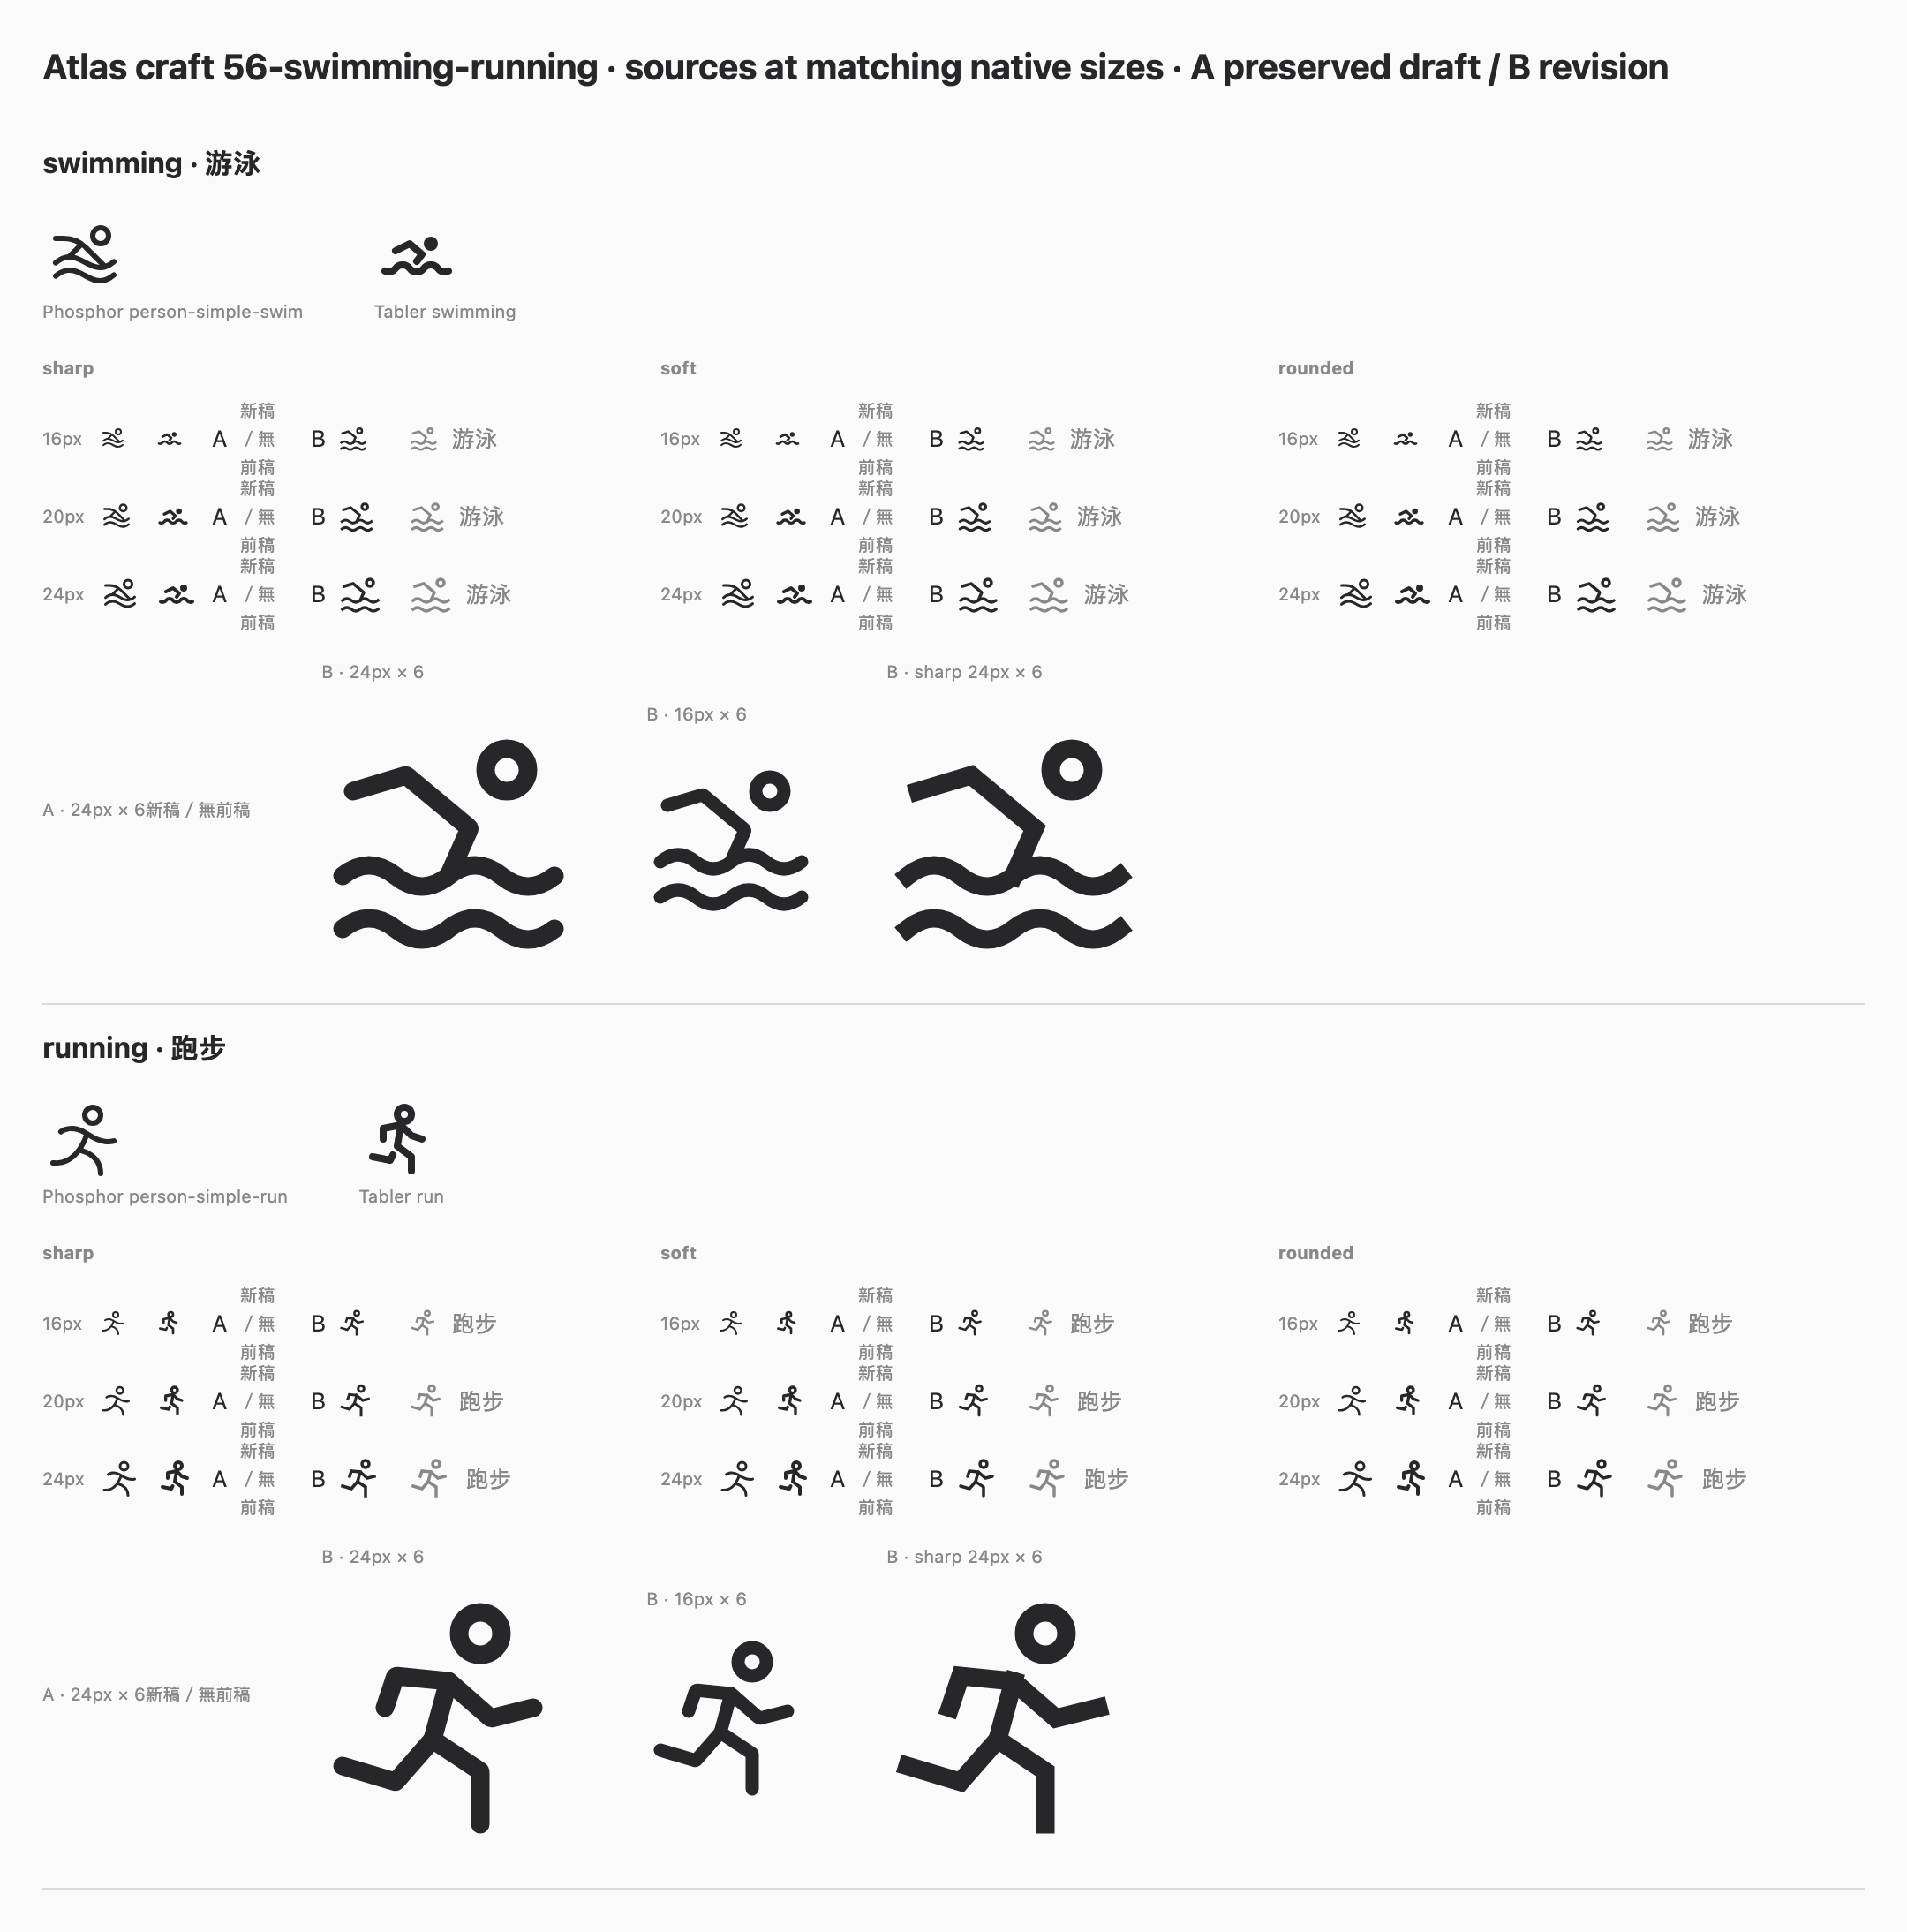 Atlas craft 56-swimming-running · sources at matching native sizes · A preserved draft / B revision
swimming · 游泳
Phosphor person-simple-swim
Tabler swimming
sharp
16px A 新稿 / 無前稿 B 游泳
20px A 新稿 / 無前稿 B 游泳
24px A 新稿 / 無前稿 B 游泳
soft
16px A 新稿 / 無前稿 B 游泳
20px A 新稿 / 無前稿 B 游泳
24px A 新稿 / 無前稿 B 游泳
rounded
16px A 新稿 / 無前稿 B 游泳
20px A 新稿 / 無前稿 B 游泳
24px A 新稿 / 無前稿 B 游泳
A · 24px × 6新稿 / 無前稿
B · 24px × 6
B · 16px × 6
B · sharp 24px × 6
running · 跑步
Phosphor person-simple-run
Tabler run
sharp
16px A 新稿 / 無前稿 B 跑步
20px A 新稿 / 無前稿 B 跑步
24px A 新稿 / 無前稿 B 跑步
soft
16px A 新稿 / 無前稿 B 跑步
20px A 新稿 / 無前稿 B 跑步
24px A 新稿 / 無前稿 B 跑步
rounded
16px A 新稿 / 無前稿 B 跑步
20px A 新稿 / 無前稿 B 跑步
24px A 新稿 / 無前稿 B 跑步
A · 24px × 6新稿 / 無前稿
B · 24px × 6
B · 16px × 6
B · sharp 24px × 6